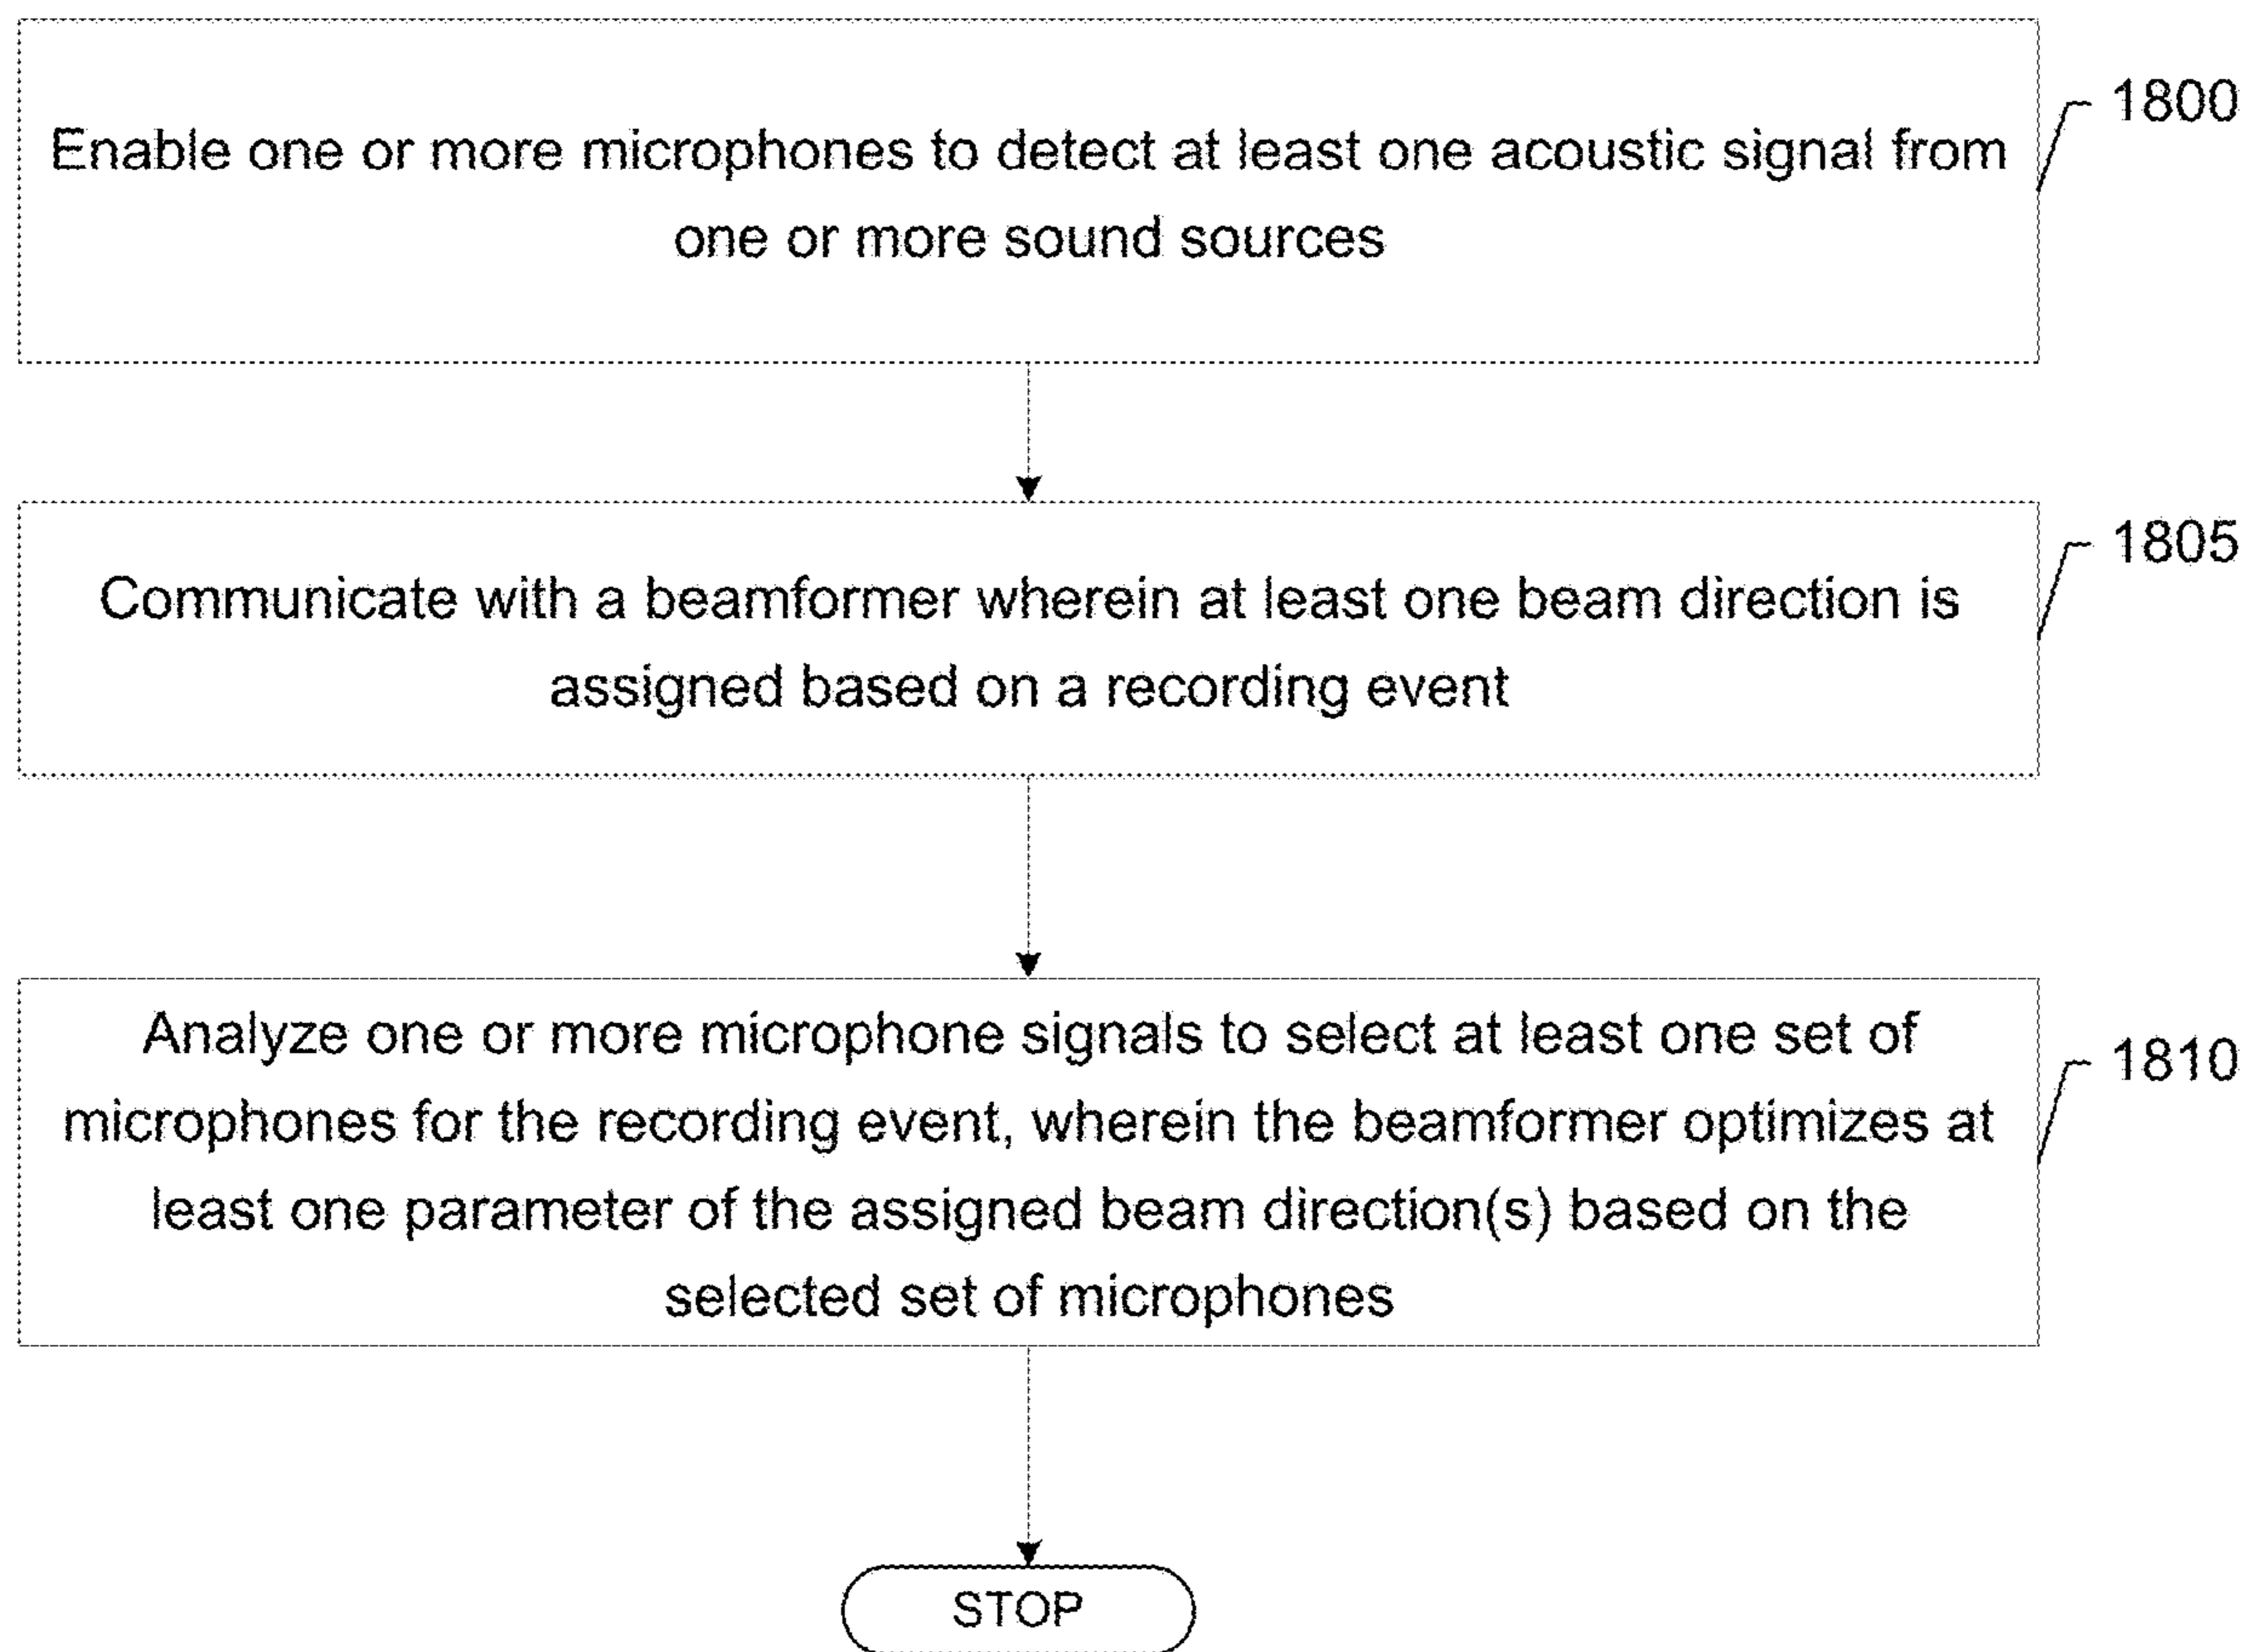 Enable one or more microphones to detect at least one acoustic signal from
one or more sound sources
1800
Communicate with a beamformer wherein at least one beam direction is
assigned based on a recording event
1805
Analyze one or more microphone signals to select at least one set of
microphones for the recording event, wherein the beamformer optimizes at
least one parameter of the assigned beam direction(s) based on the
selected set of microphones
1810
STOP